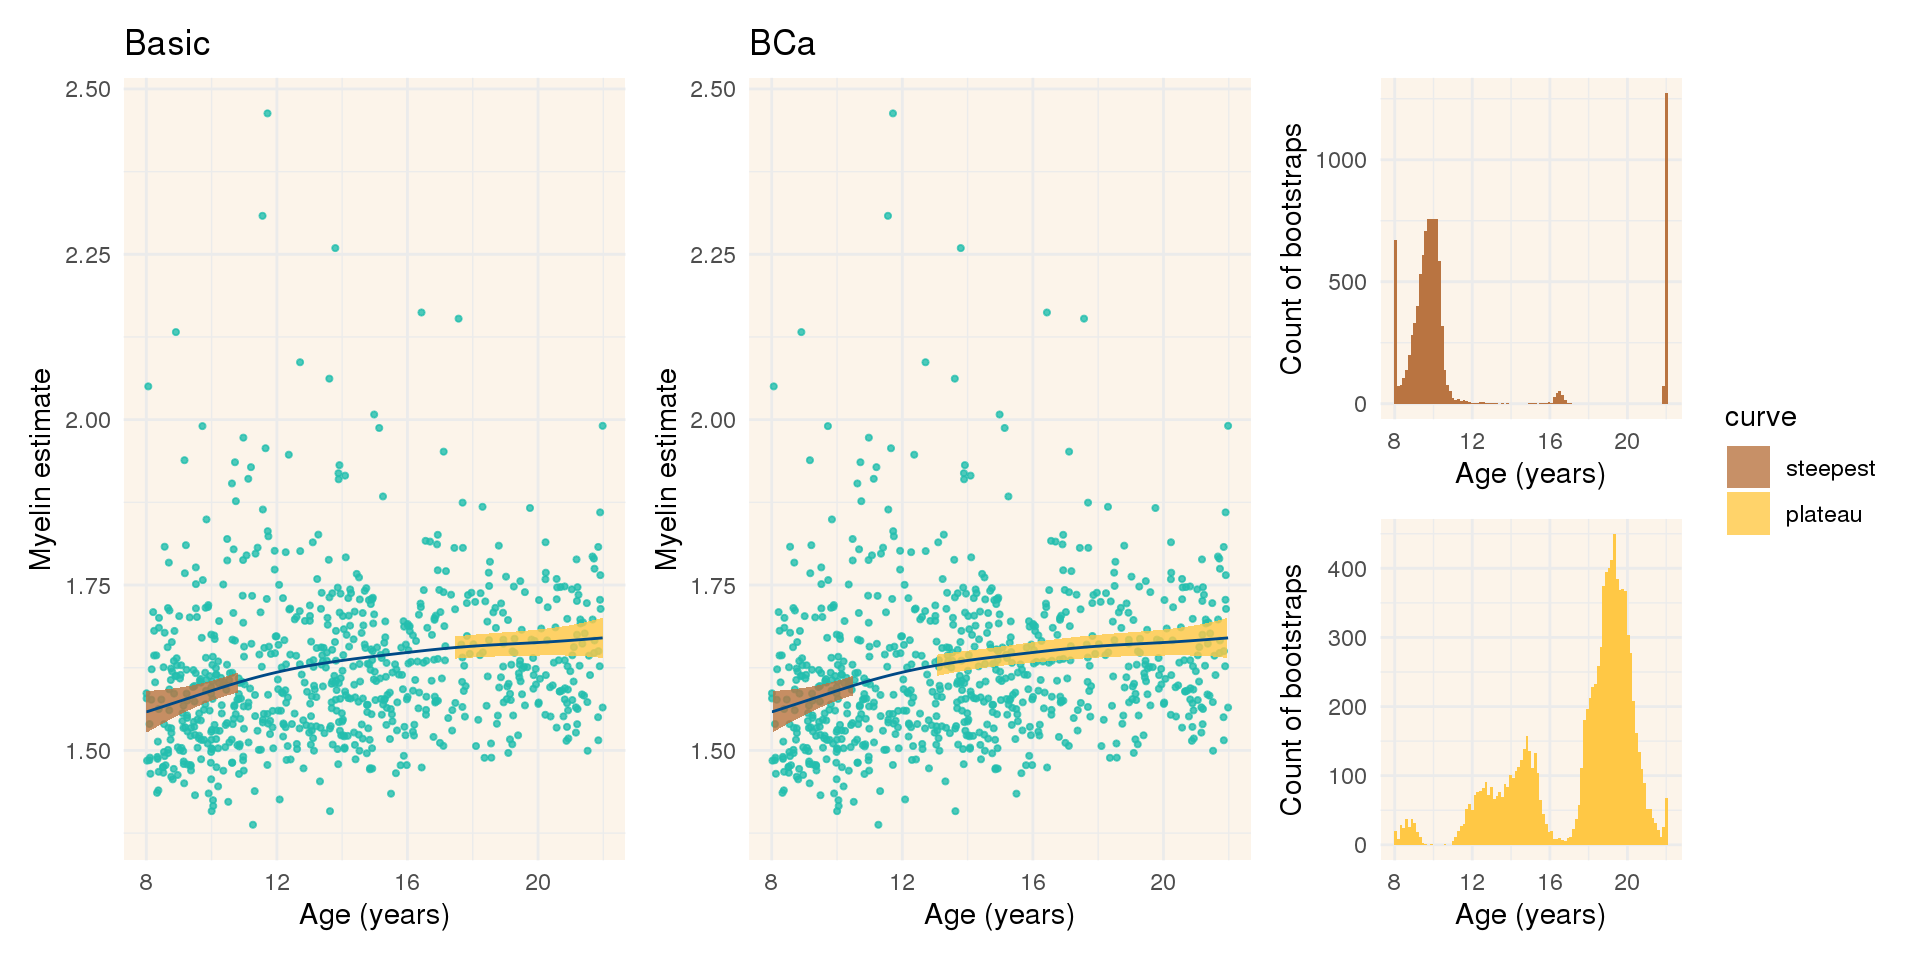 Basic
2.50
2.25
2.00
1.75
1.50
Myelin estimate
8 12 16 20
Age (years)
BCa
2.50
2.25
2.00
1.75
1.50
Myelin estimate
8 12 16 20
Age (years)
1000
500
0
Count of bootstraps
8 12 16 20
Age (years)
400
300
200
100
0
Count of bootstraps
8 12 16 20
Age (years)
curve
steepest
plateau